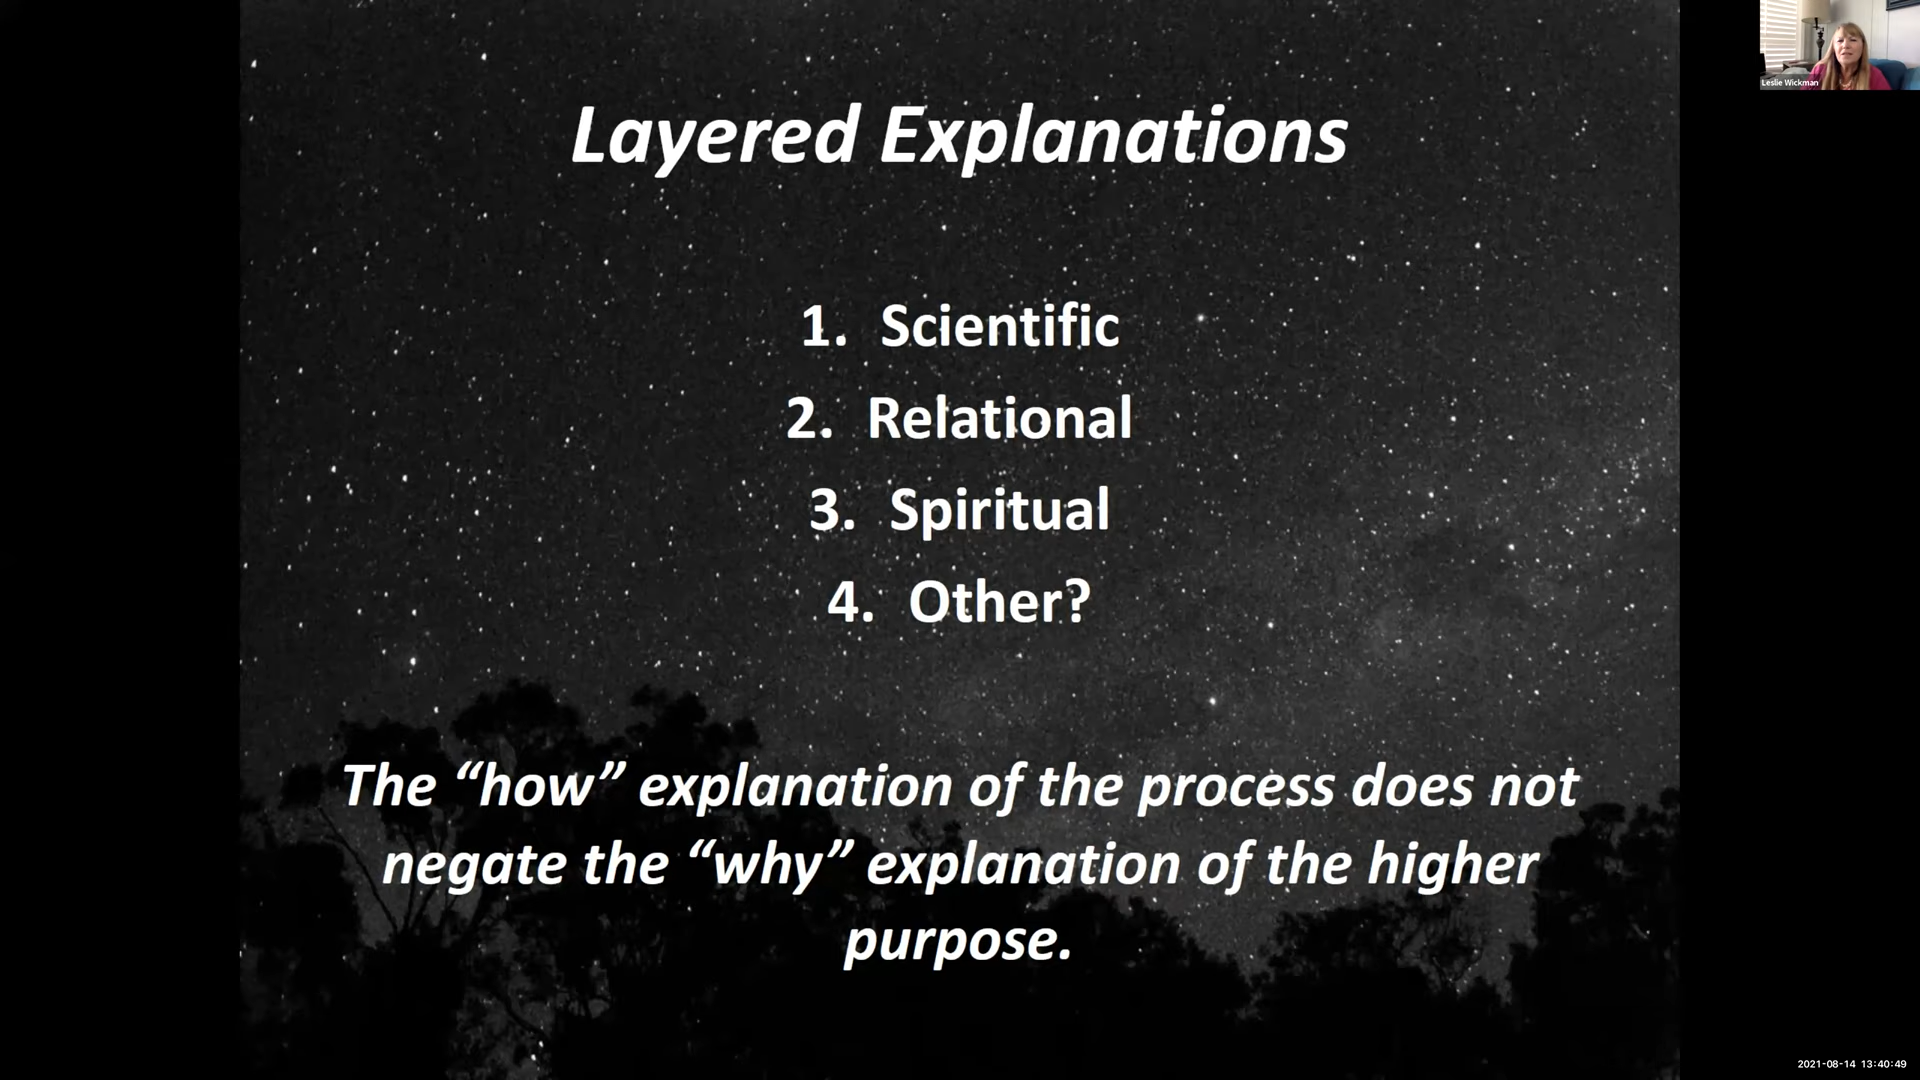 Leslie Wickman
Layered Explanations
1. Scientific
2. Relational
3. Spiritual
4. Other?
The “how” explanation of the process does not
negate the “why” explanation of the higher
purpose.
2021-08-14 13:40:49